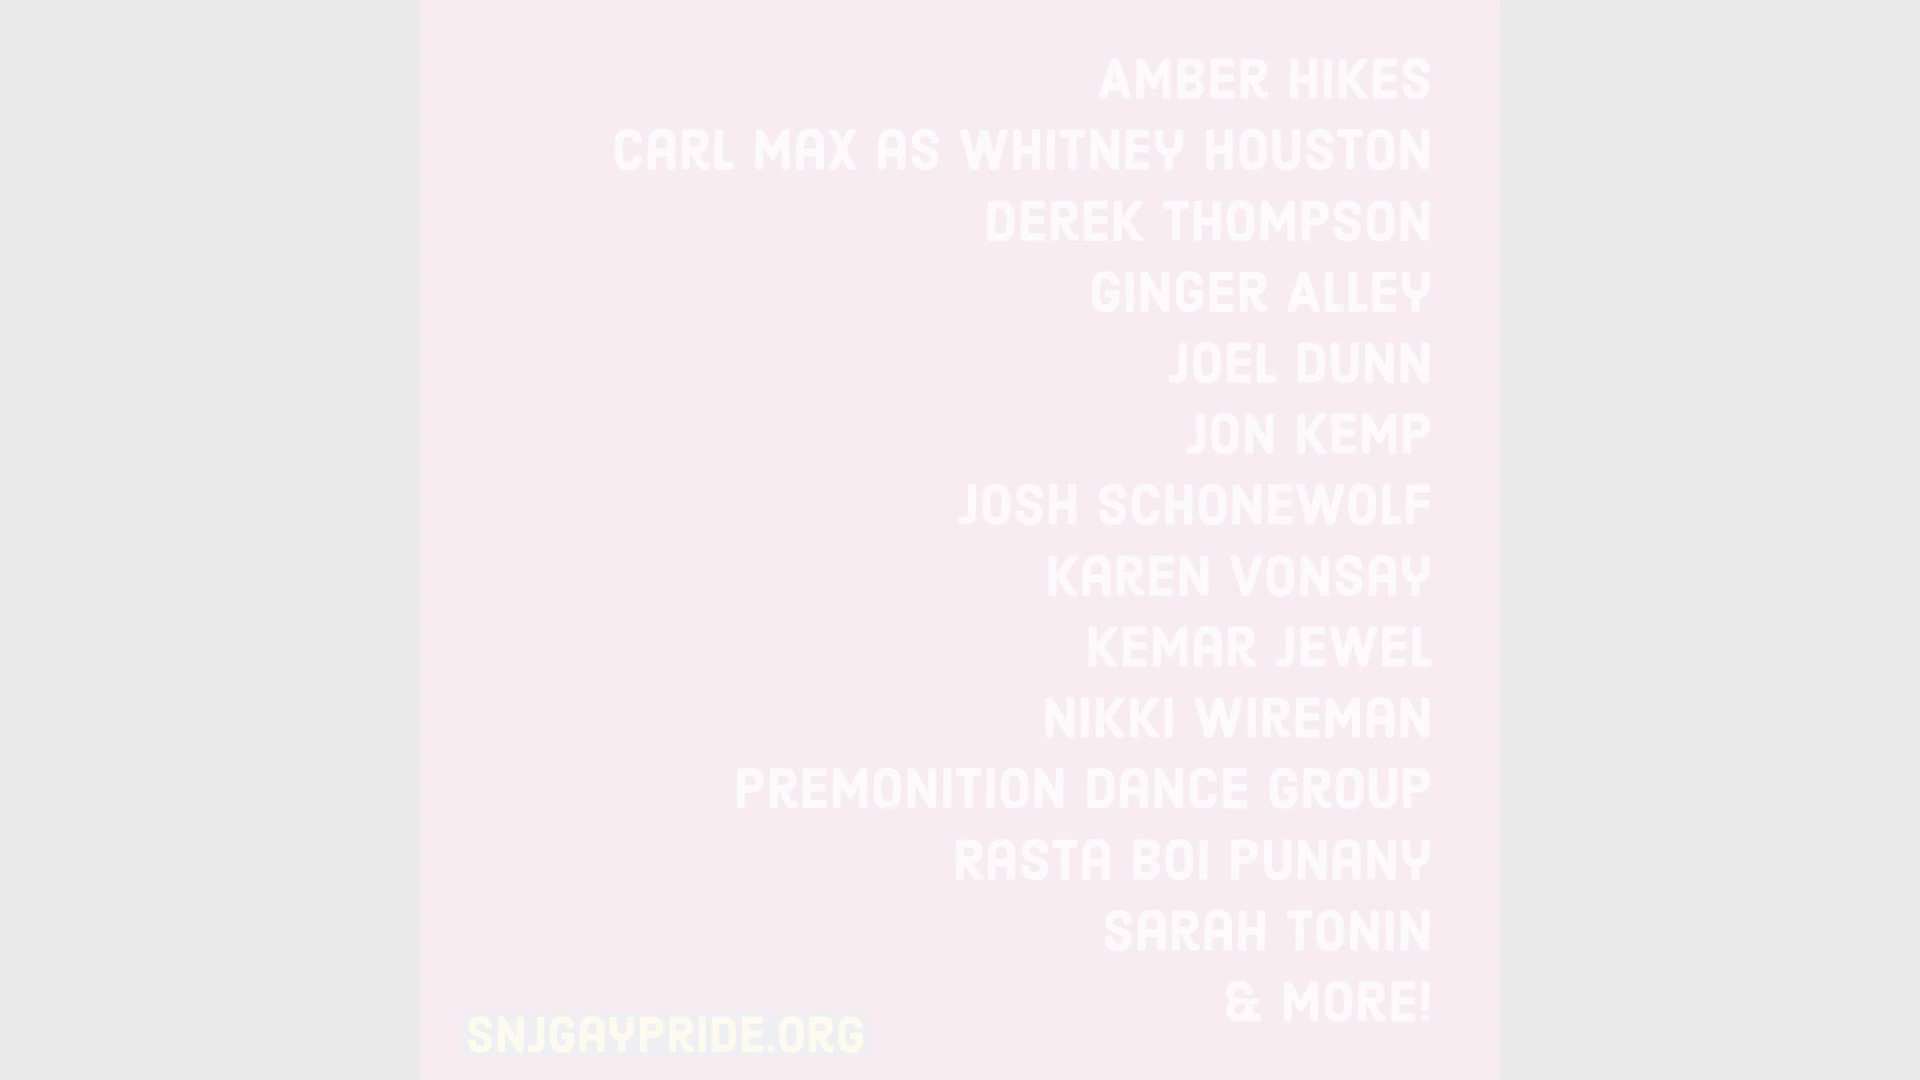 AMBER HIKES
CARL MAX AS WHITNEY HOUSTON
DEREK THOMPSON
GINGER ALLEY
JOEL DUNN
JON KEMP
JOSH SCHONEWOLF
KAREN VONSAY
KEMAR JEWEL
NIKKI WIREMAN
PREMONITION DANCE GROUP
RASTA BOI PUNANY
SARAH TONIN
& MORE!
SNJGAYPRIDE.ORG